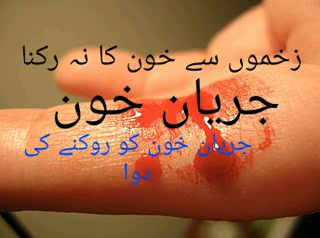 زخموں سے خون کا نہ رکنا
جریان خون
جریان خون کو روکنے کی
دوا